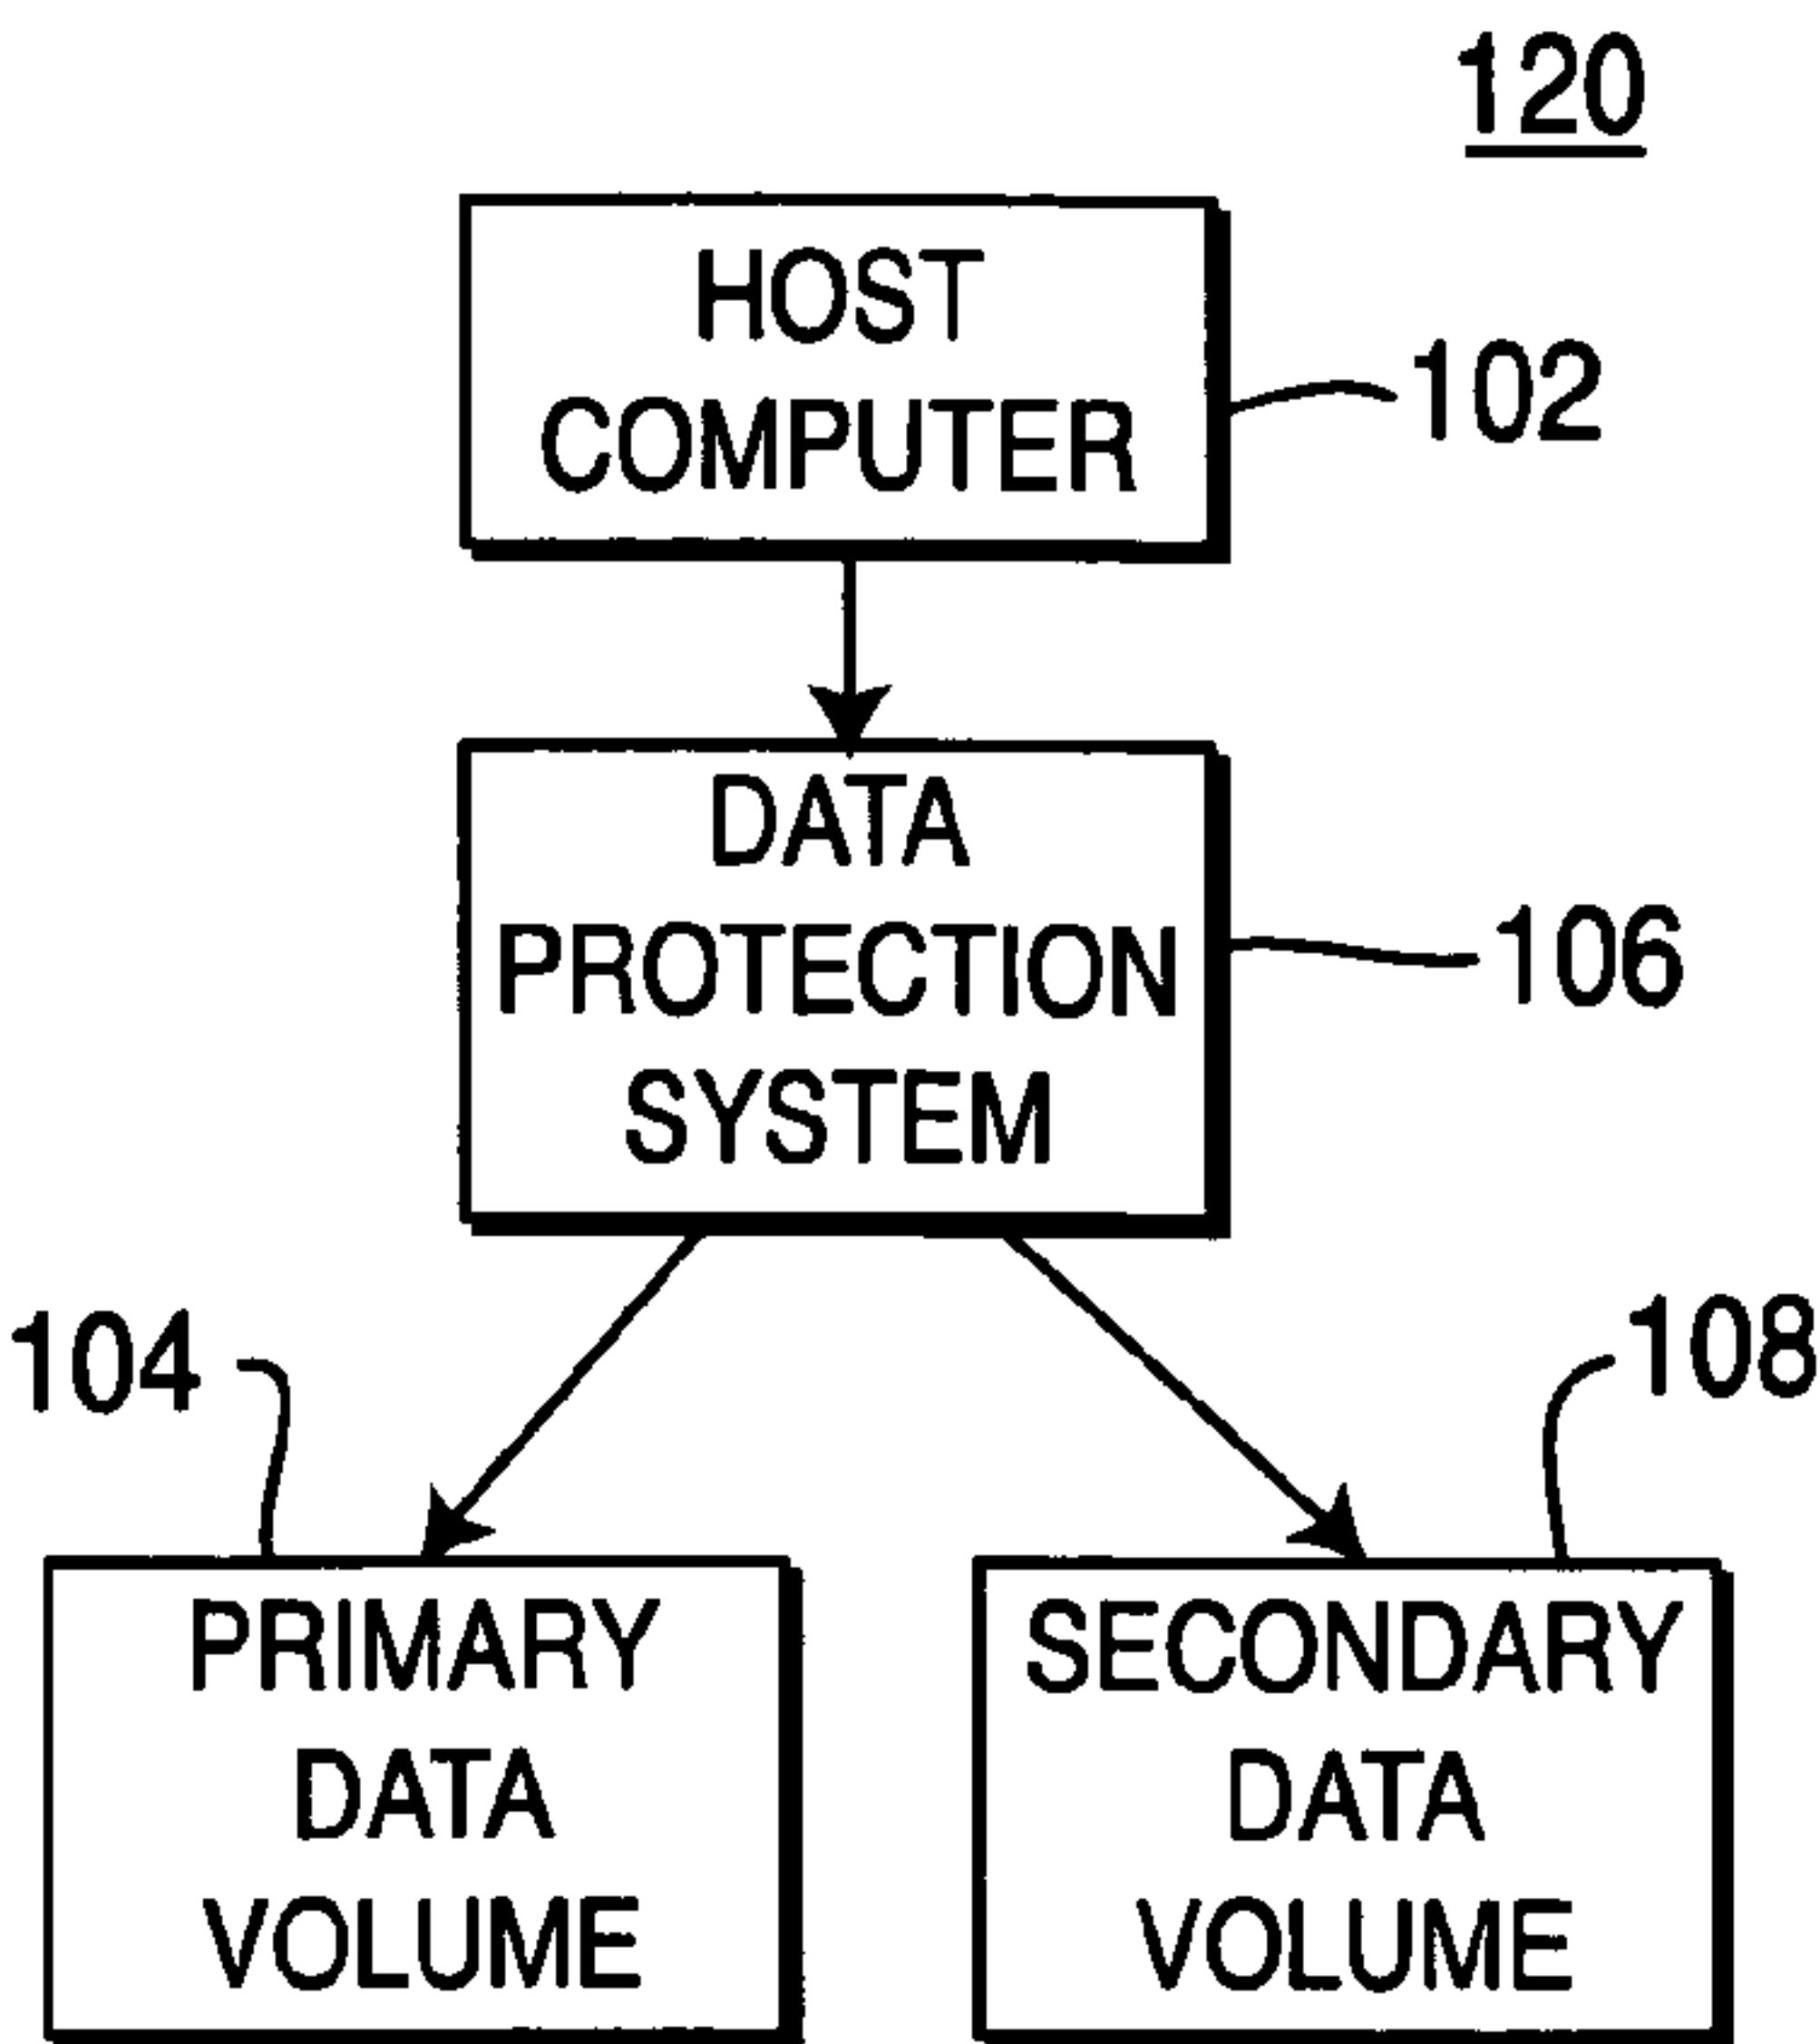 120
HOST
COMPUTER
102
DATA
PROTECTION
SYSTEM
106
104
108
PRIMARY
DATA
VOLUME
SECONDARY
DATA
VOLUME